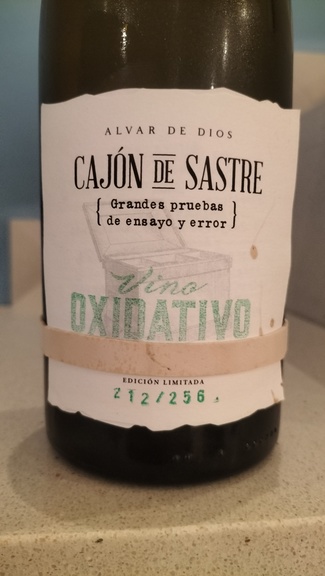 ALVAR DE DIOS
CAJÓN DE SASTRE
{ Grandes pruebas
de ensayo y error }
Vino
OXIDATIVO
EDICIÓN LIMITADA
212/256.